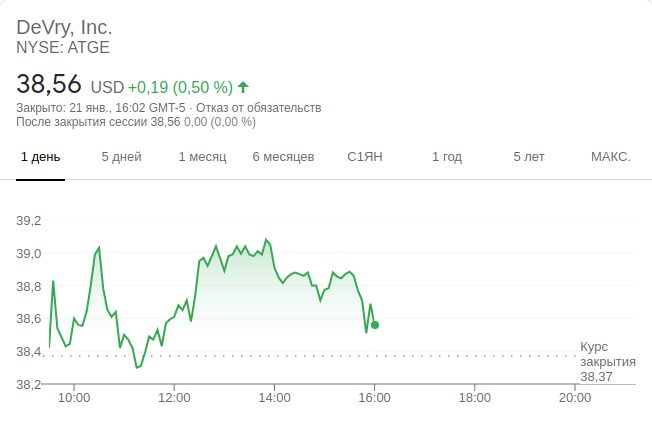 DeVry, Inc.
NYSE: ATGE
38,56 USD +0,19 (0,50 %)
Закрыто: 21 янв., 16:02 GMT-5 · Отказ от обязательств
После закрытия сессии 38,56 0,00 (0,00 %)
1 день 5 дней 1 месяц 6 месяцев С1ЯН 1 год 5 лет МАКС.
39,2
39,0
38,8
38,6
38,4
38,2
Курс
закрытия
38,37
10:00 12:00 14:00 16:00 18:00 20:00